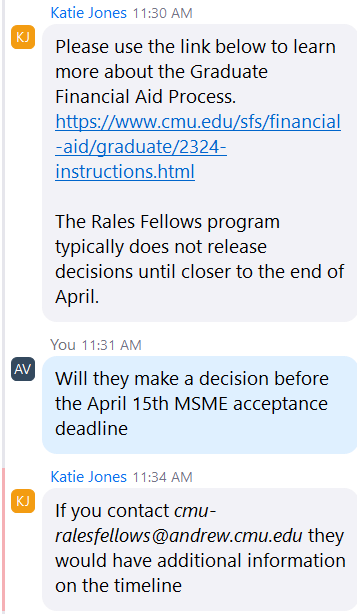 Katie Jones 11:30 AM
KJ
Please use the link below to learn
more about the Graduate
Financial Aid Process.
https://www.cmu.edu/sfs/financial
-aid/graduate/2324-
instructions.html
The Rales Fellows program
typically does not release
decisions until closer to the end of
April.
You 11:31 AM
AV
Will they make a decision before
the April 15th MSME acceptance
deadline
Katie Jones 11:34 AM
KJ
If you contact cmu-
ralesfellows@andrew.cmu.edu they
would have additional information
on the timeline